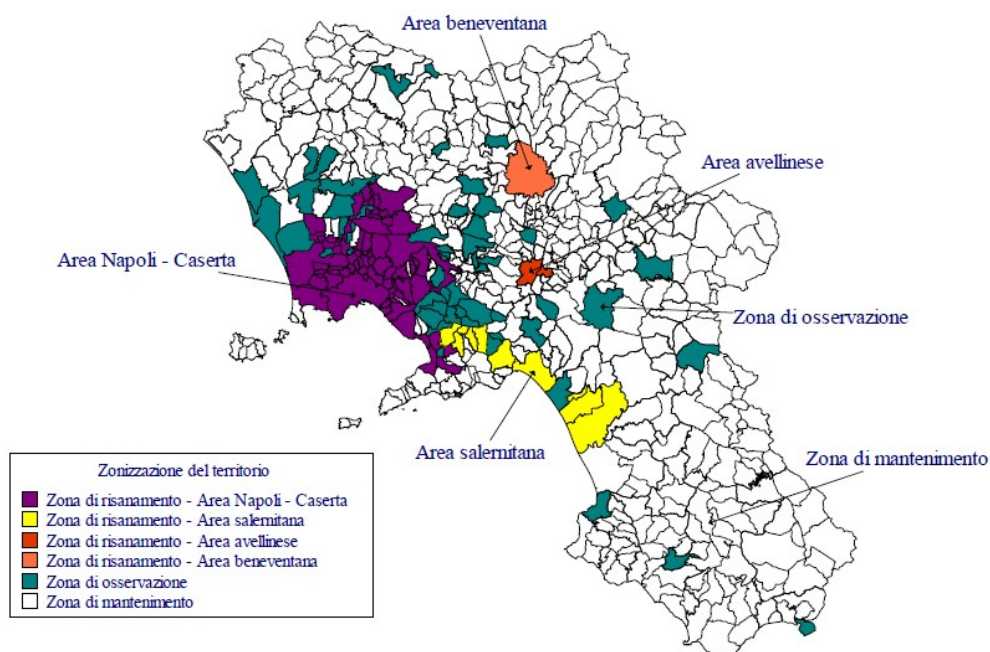 Area beneventana
Area avellinese
Area Napoli - Caserta
Zona di osservazione
Area salernitana
Zona di mantenimento
Zonizzazione del territorio
Zona di risanamento - Area Napoli - Caserta
Zona di risanamento - Area salernitana
Zona di risanamento - Area avellinese
Zona di risanamento - Area beneventana
Zona di osservazione
Zona di mantenimento